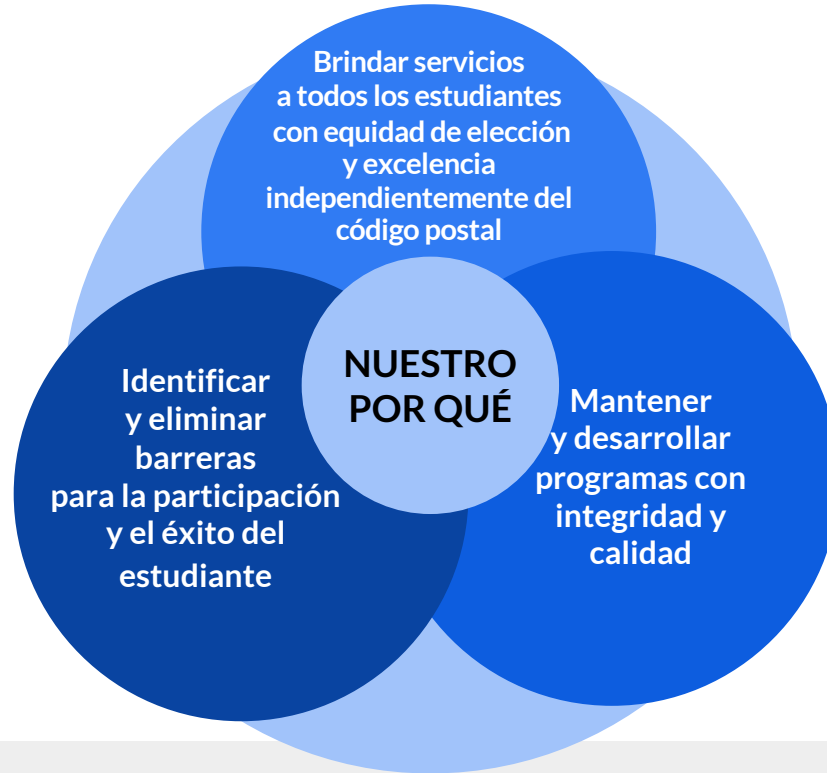 Brindar servicios
a todos los estudiantes
con equidad de elección
y excelencia
independientemente del
código postal
NUESTRO
POR QUÉ
Identificar
y eliminar
barreras
para la participación
y el éxito del
estudiante
Mantener
y desarrollar
programas con
integridad y
calidad